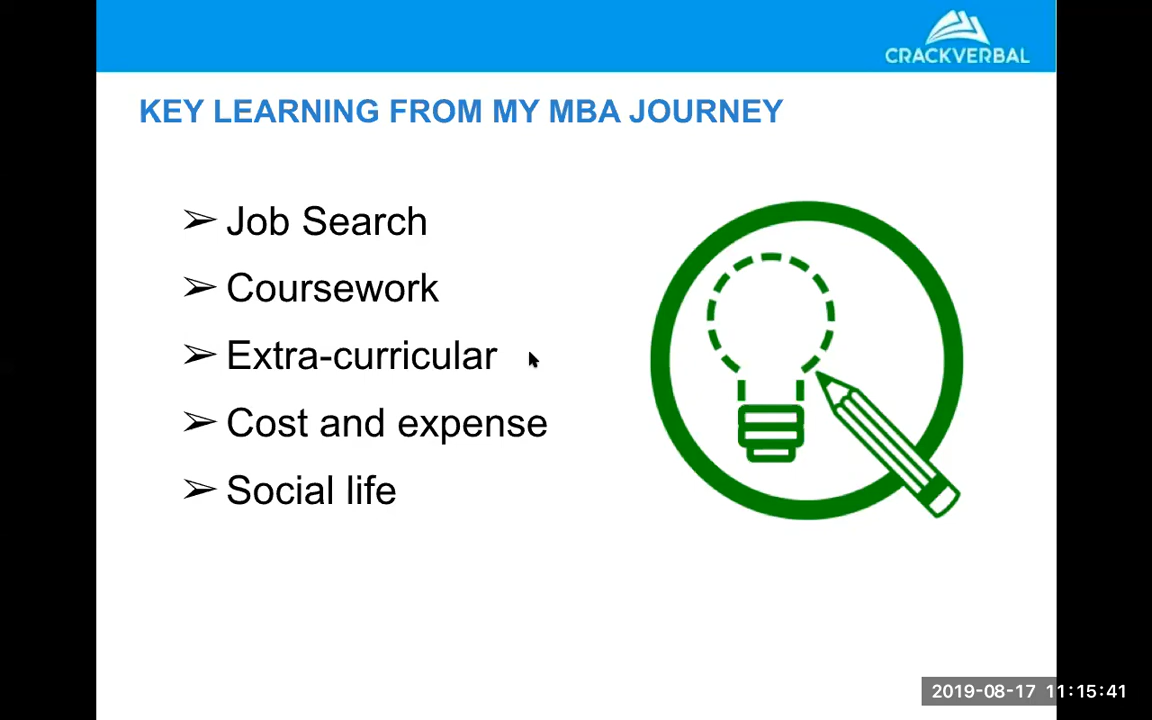 CRACKVERBAL
KEY LEARNING FROM MY MBA JOURNEY
➢ Job Search
➢ Coursework
➢ Extra-curricular
➢ Cost and expense
➢ Social life
2019-08-17 11:15:41